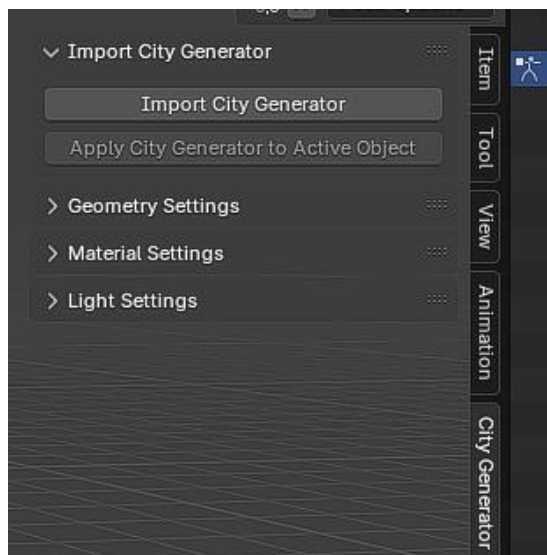 Import City Generator
Import City Generator
Apply City Generator to Active Object
Geometry Settings
Material Settings
Light Settings
Item
Tool
View
Animation
City Generator